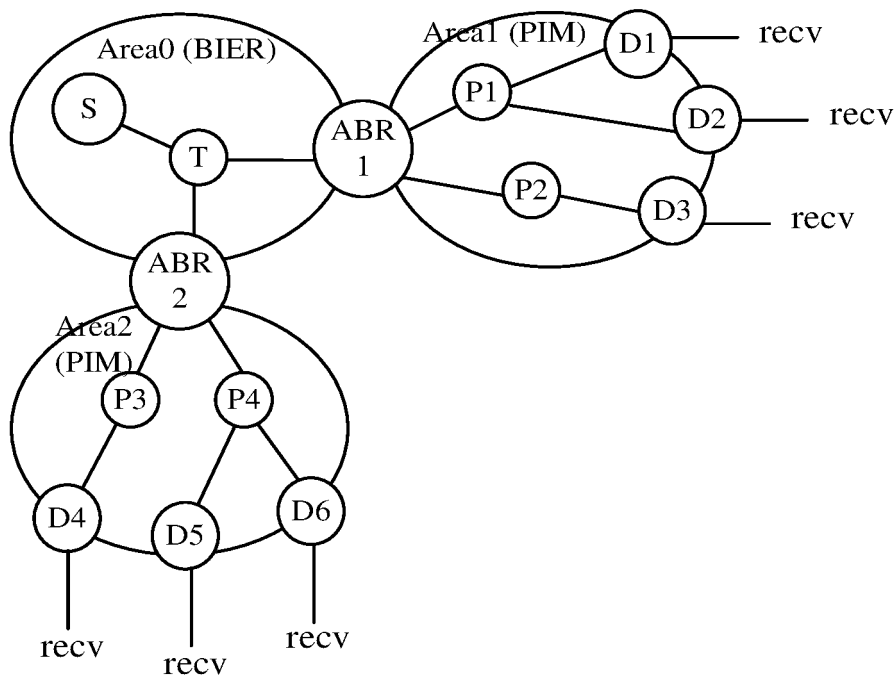 Area0 (BIER)
Area1 (PIM)
D1
recv
S
P1
T
ABR
1
D2
recv
P2
D3
recv
ABR
2
Area2
(PIM)
P3
P4
D4
D5
D6
recv
recv
recv